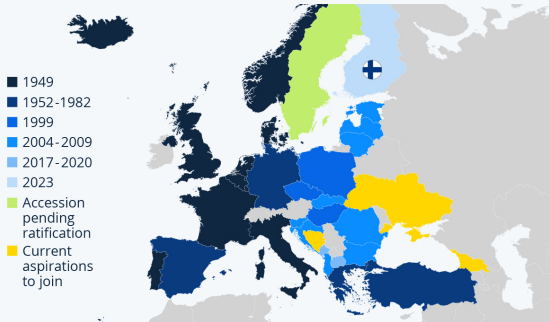 1949
1952-1982
1999
2004-2009
2017-2020
2023
Accession
pending
ratification
Current
aspirations
to join